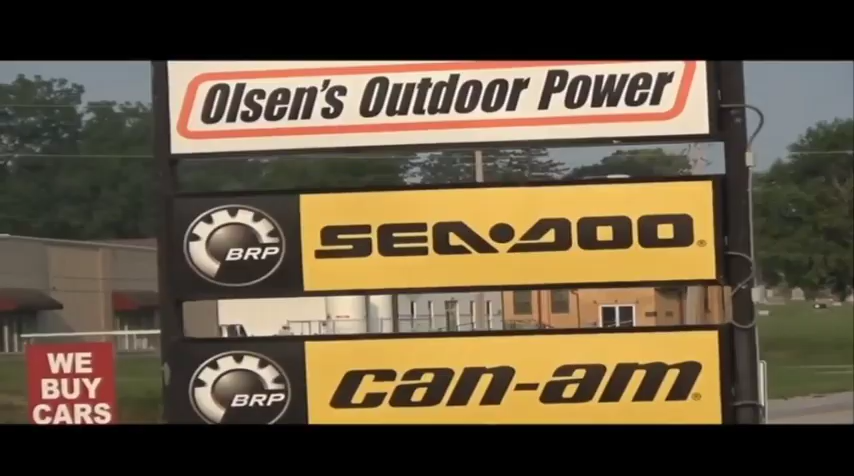 Olsen's Outdoor Power
BRP
SEA-DOO®
BRP
can-am®
WE
BUY
CARS